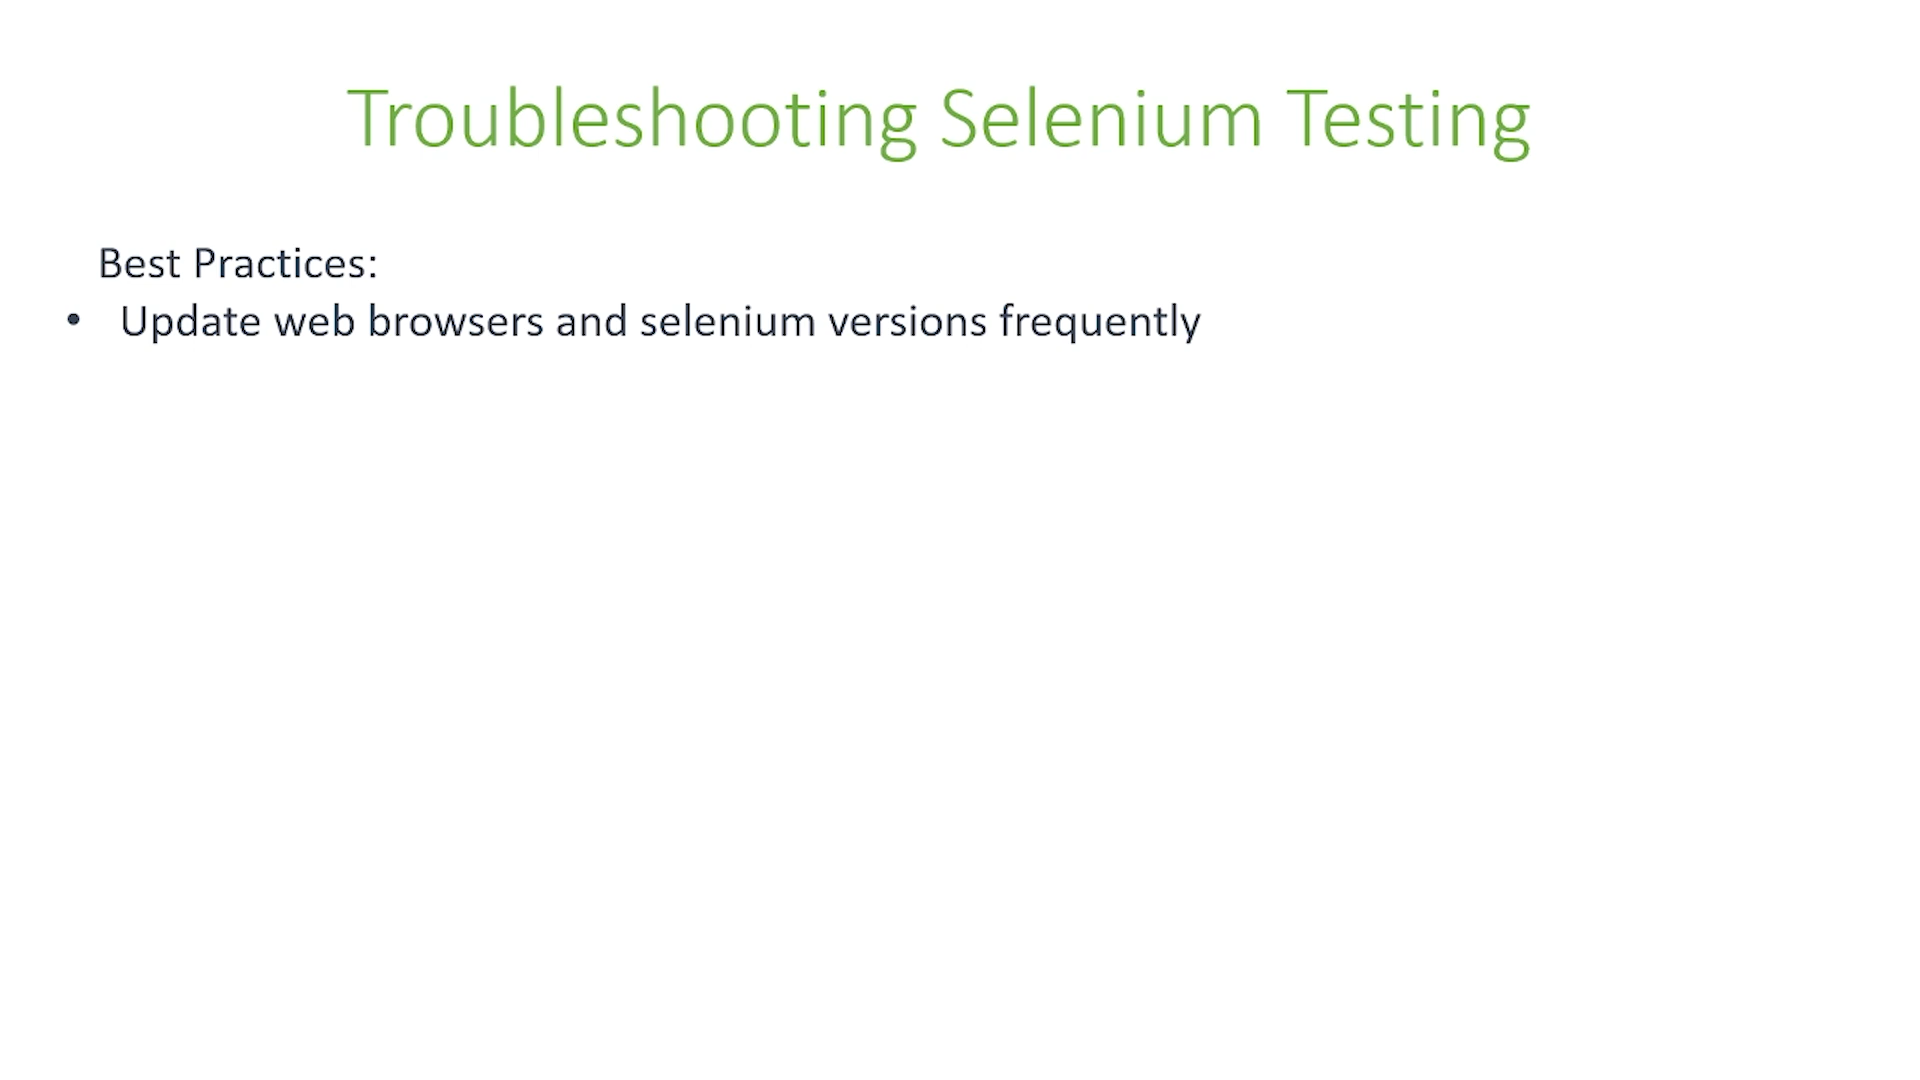 Troubleshooting Selenium Testing
Best Practices:
• Update web browsers and selenium versions frequently